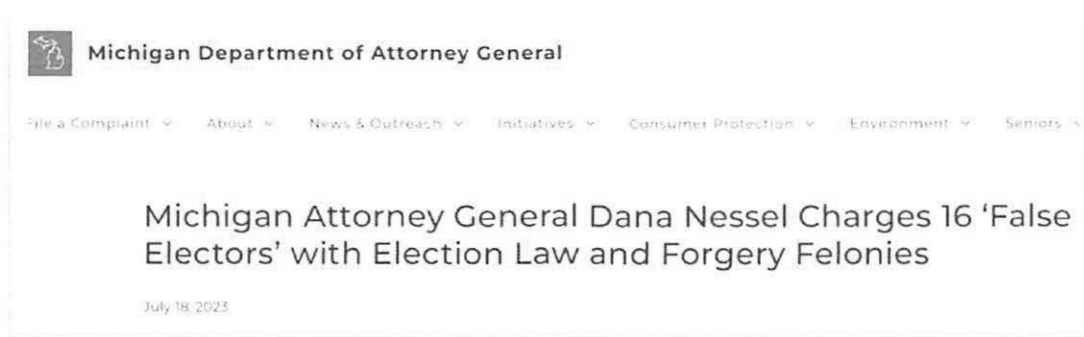 Michigan Department of Attorney General
File a Complaint About News & Outreach Initiatives Consumer Protection Environment Seniors
Michigan Attorney General Dana Nessel Charges 16 ‘False
Electors’ with Election Law and Forgery Felonies
July 18, 2023